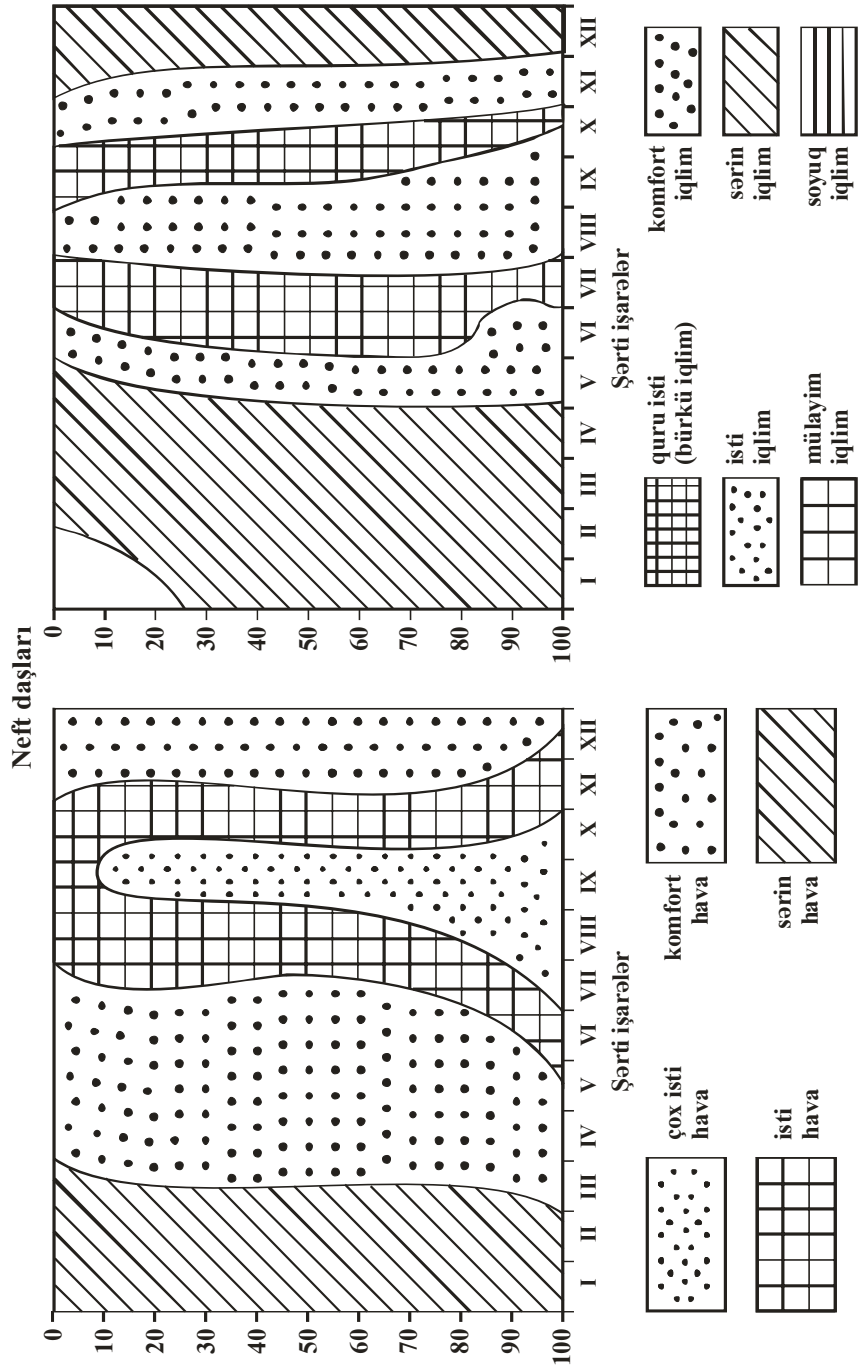 Neft daşları
0
10
20
30
40
50
60
70
80
90
100
I II III IV V VI VII VIII IX X XI XII
Şərti işarələr
çox isti
hava
komfort
hava
isti
hava
sərin
hava
0
10
20
30
40
50
60
70
80
90
100
I II III IV V VI VII VIII IX X XI XII
Şərti işarələr
quru isti
(bürkü iqlim)
komfort
iqlim
isti
iqlim
sərin
iqlim
mülayim
iqlim
soyuq
iqlim